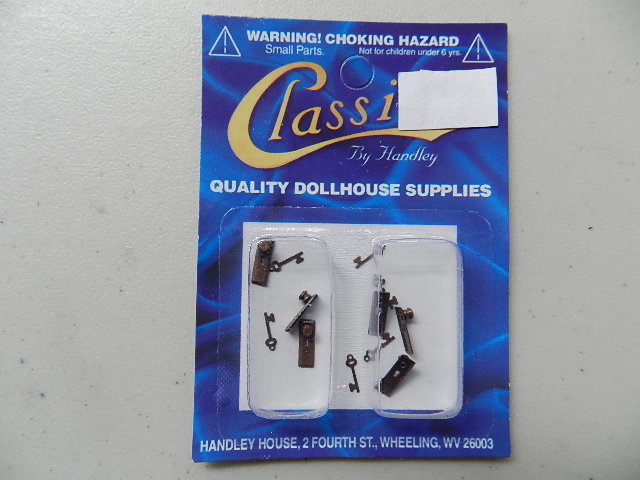 WARNING! CHOKING HAZARD
Small Parts. Not for children under 6 yrs.
Classi
By Handley
QUALITY DOLLHOUSE SUPPLIES
HANDLEY HOUSE, 2 FOURTH ST., WHEELING, WV 26003